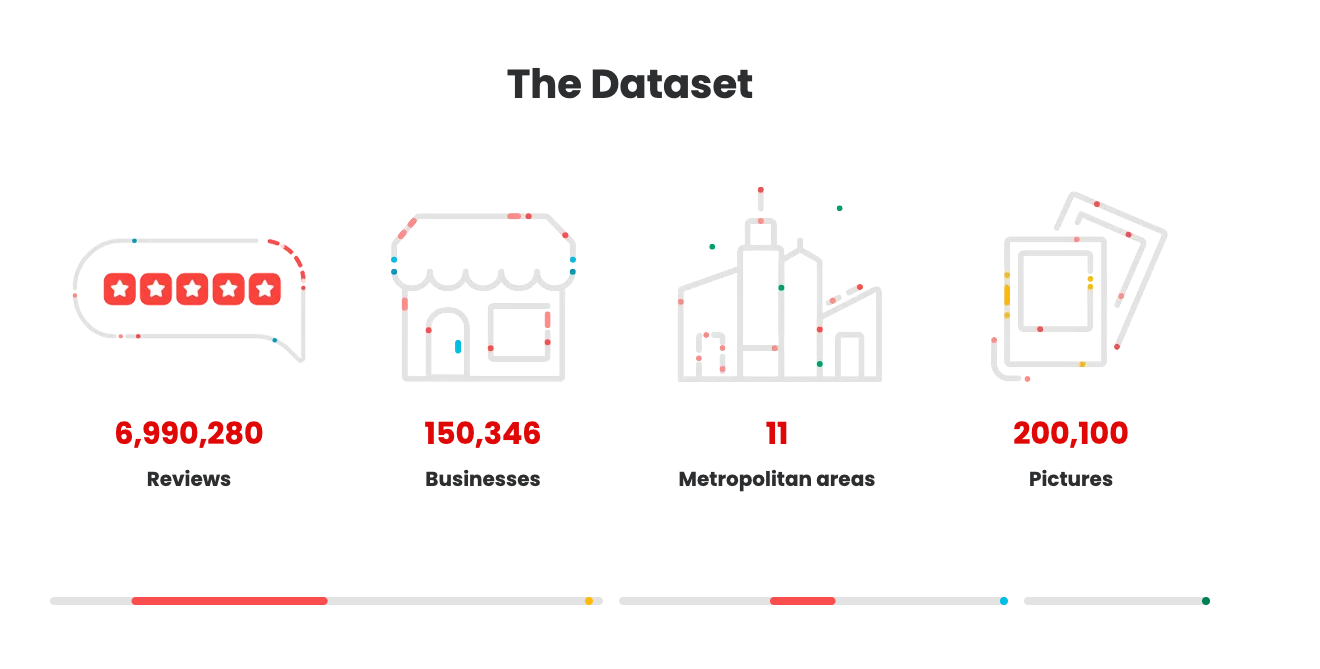 The Dataset
6,990,280
150,346
11
200,100
Reviews
Businesses
Metropolitan areas
Pictures